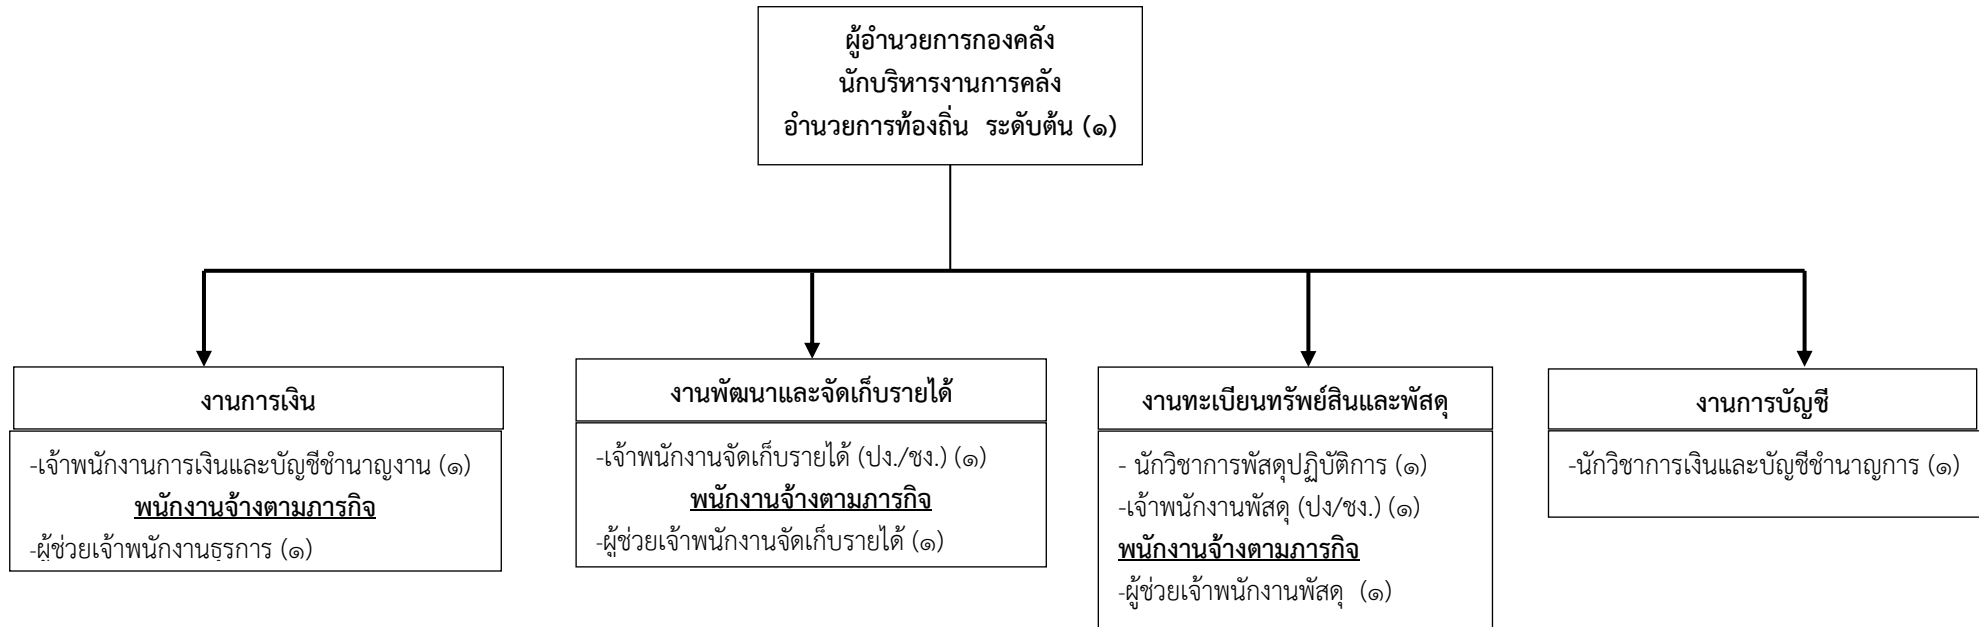 ผู้อำนวยการกองคลัง
นักบริหารงานการคลัง
อำนวยการท้องถิ่น ระดับต้น (๑)
งานการเงิน
-เจ้าพนักงานการเงินและบัญชีชำนาญงาน (๑)
พนักงานจ้างตามภารกิจ
-ผู้ช่วยเจ้าพนักงานธุรการ (๑)
งานพัฒนาและจัดเก็บรายได้
-เจ้าพนักงานจัดเก็บรายได้ (ปง./ชง.) (๑)
พนักงานจ้างตามภารกิจ
-ผู้ช่วยเจ้าพนักงานจัดเก็บรายได้ (๑)
งานทะเบียนทรัพย์สินและพัสดุ
- นักวิชาการพัสดุปฏิบัติการ (๑)
-เจ้าพนักงานพัสดุ (ปง/ชง.) (๑)
พนักงานจ้างตามภารกิจ
-ผู้ช่วยเจ้าพนักงานพัสดุ (๑)
งานการบัญชี
-นักวิชาการเงินและบัญชีชำนาญการ (๑)